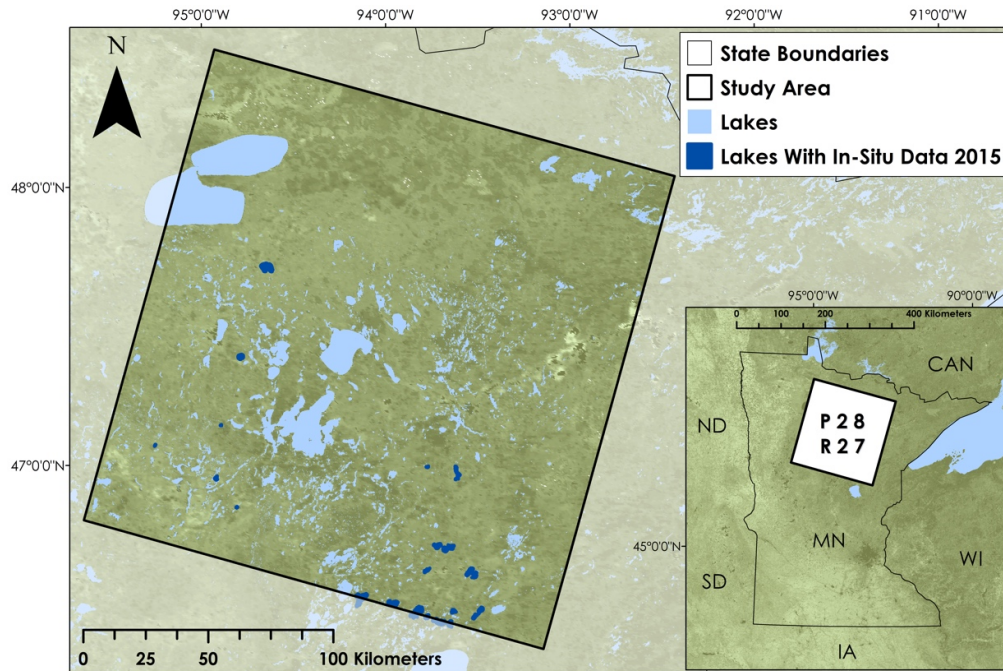 95°0'0"W 94°0'0"W 93°0'0"W 92°0'0"W 91°0'0"W
N
State Boundaries
Study Area
Lakes
Lakes With In-Situ Data 2015
48°0'0"N
47°0'0"N
0 25 50 100 Kilometers
95°0'0"W 90°0'0"W
0 100 200 400 Kilometers
CAN
ND
P 2 8
R 2 7
45°0'0"N
MN
WI
SD
IA